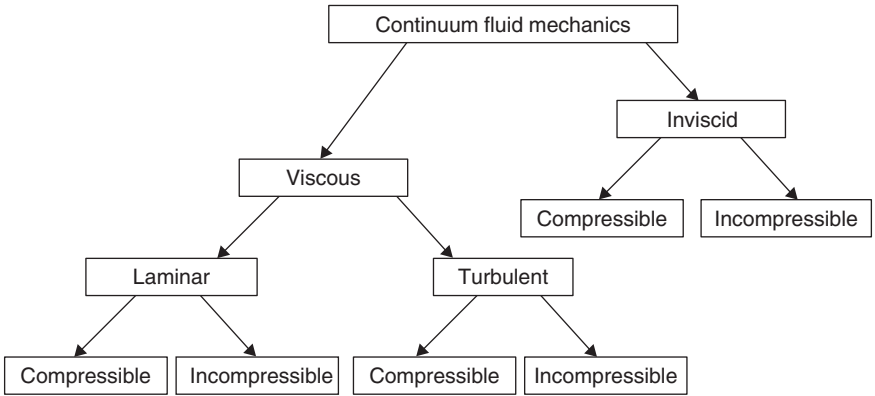 Continuum fluid mechanics
Inviscid
Viscous
Compressible
Incompressible
Laminar
Turbulent
Compressible
Incompressible
Compressible
Incompressible